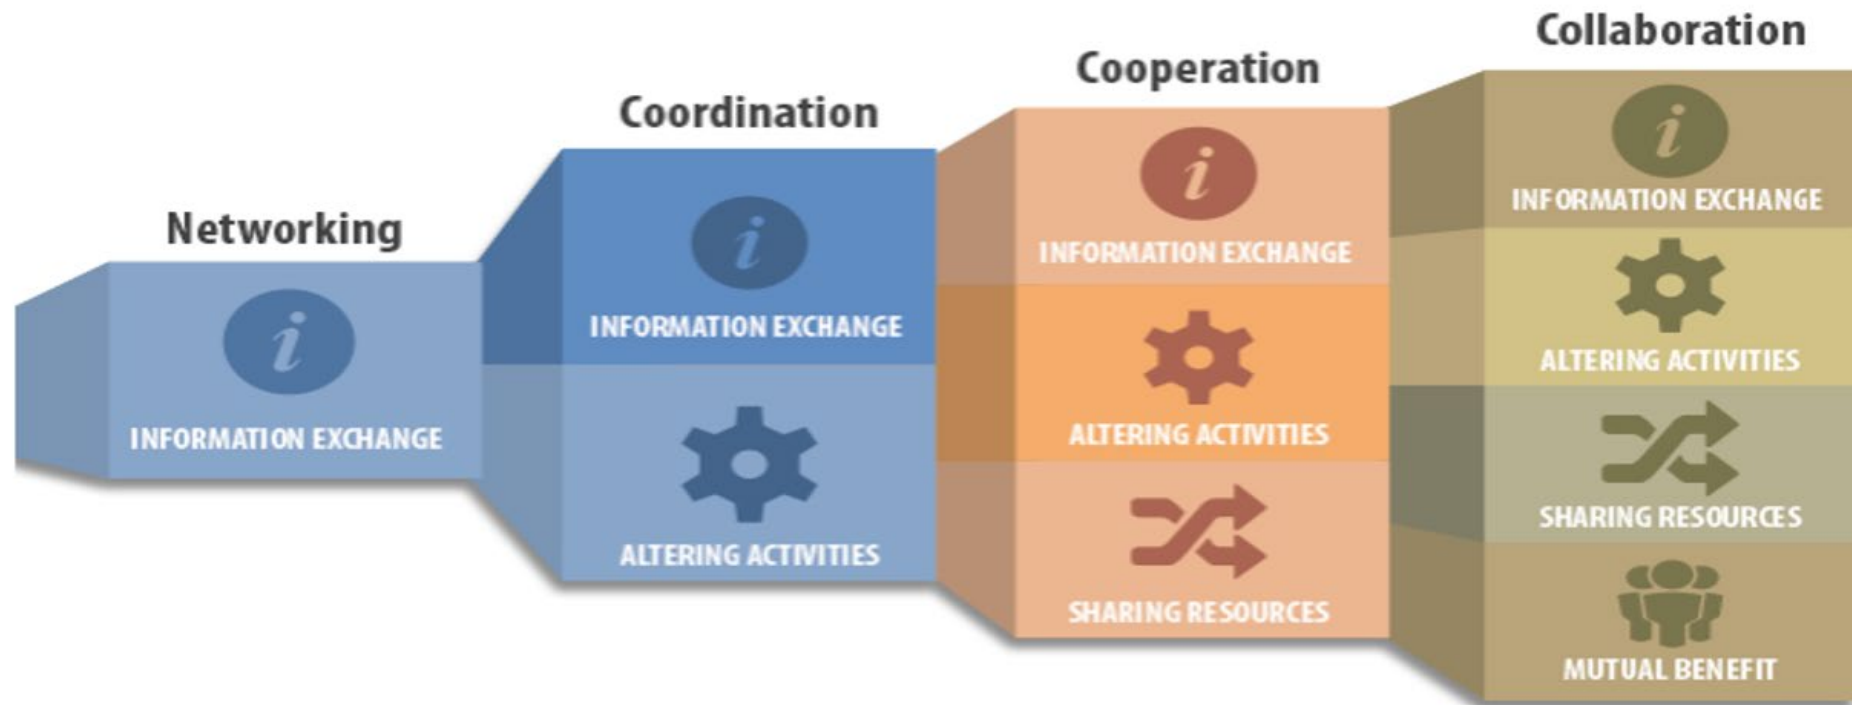 Networking
INFORMATION EXCHANGE
Coordination
INFORMATION EXCHANGE
ALTERING ACTIVITIES
Cooperation
INFORMATION EXCHANGE
ALTERING ACTIVITIES
SHARING RESOURCES
Collaboration
INFORMATION EXCHANGE
ALTERING ACTIVITIES
SHARING RESOURCES
MUTUAL BENEFIT